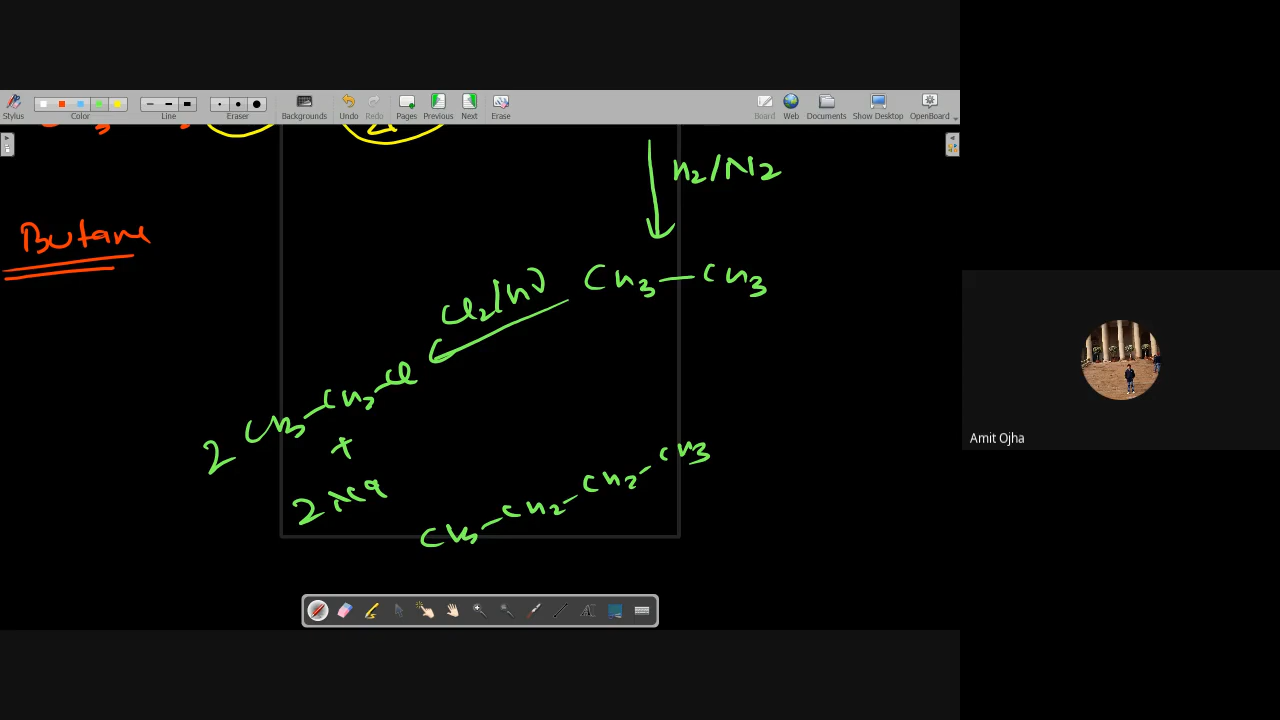 Stylus Color Line Eraser Backgrounds Undo Redo Pages Previous Next Erase Board Web Documents Show Desktop OpenBoard
H2/Ni2
Butane
CH3—CH3
Cl2/hν
CH3—CH2—Cl
2
+
2 Na
CH3—CH2—CH2—CH3
Amit Ojha